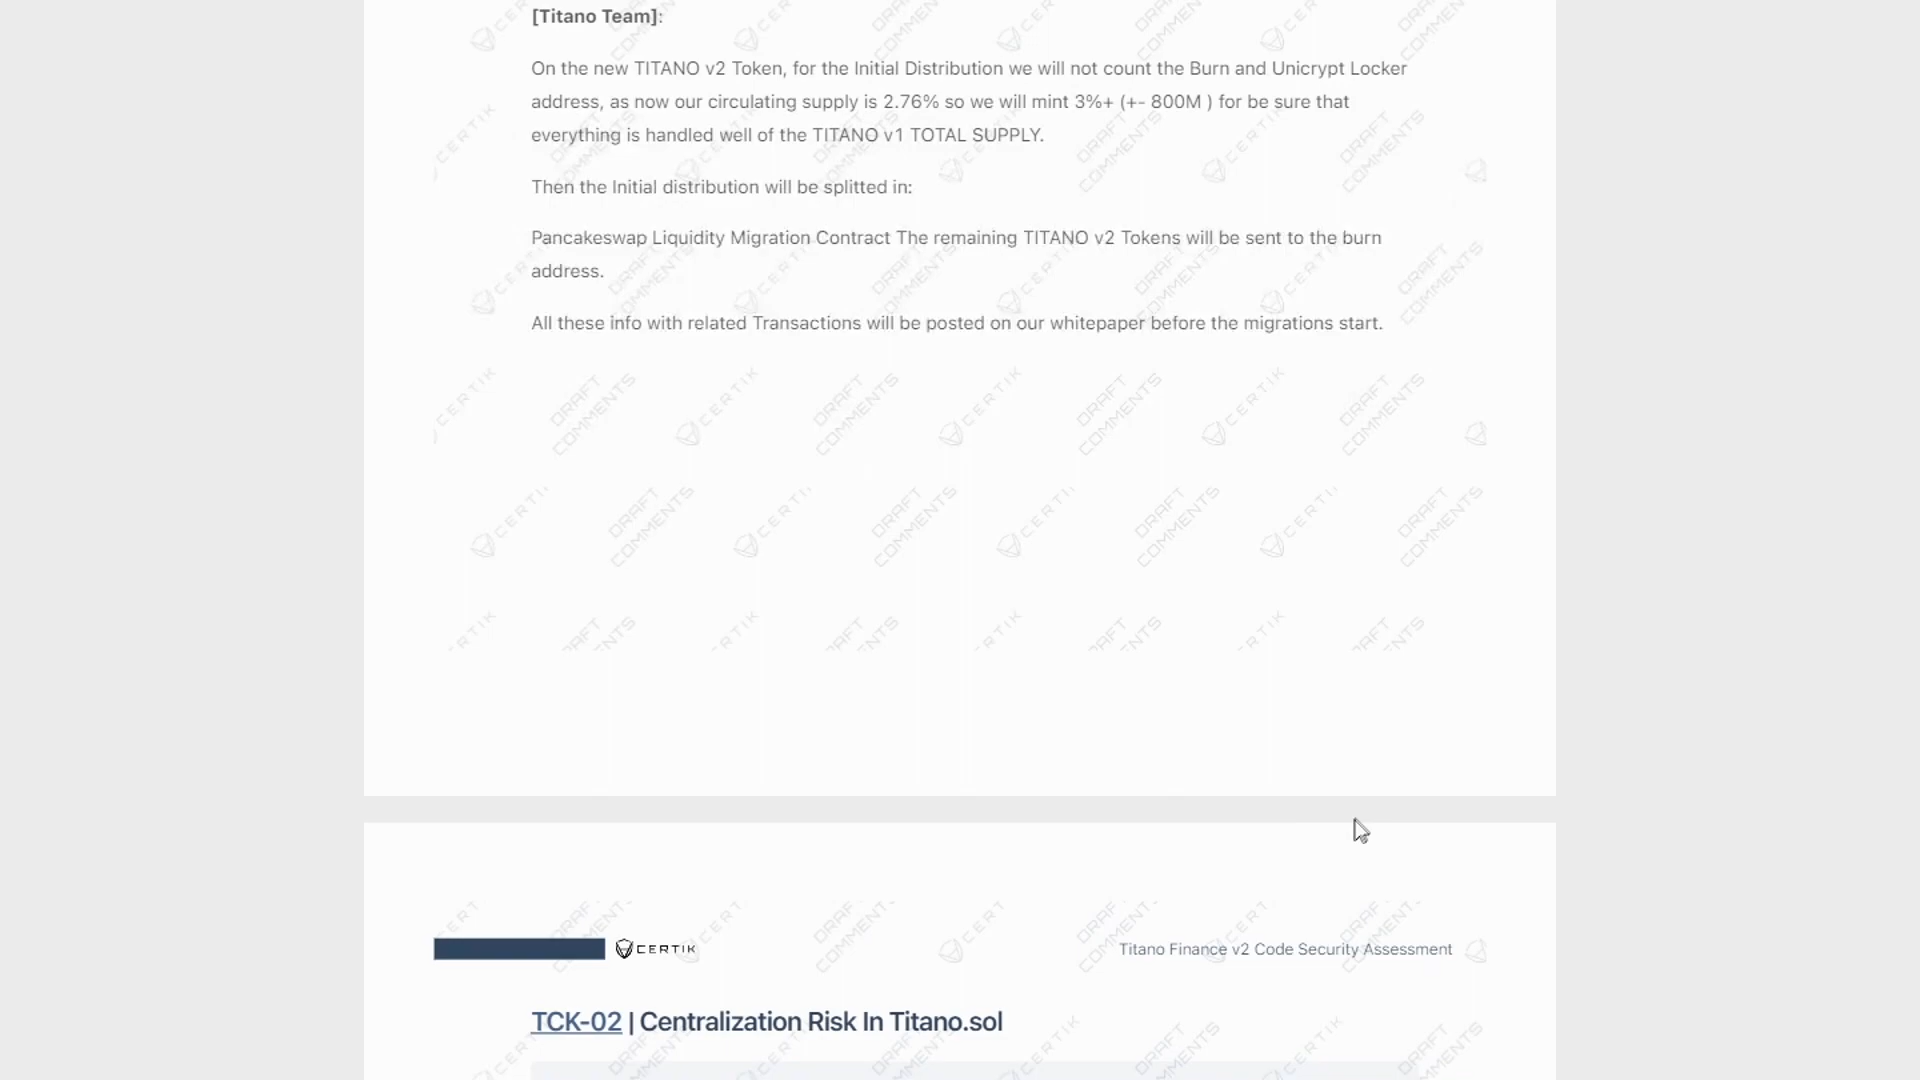 [Titano Team]:
On the new TITANO v2 Token, for the Initial Distribution we will not count the Burn and Unicrypt Locker
address, as now our circulating supply is 2.76% so we will mint 3%+ (+- 800M ) for be sure that
everything is handled well of the TITANO v1 TOTAL SUPPLY.
Then the Initial distribution will be splitted in:
Pancakeswap Liquidity Migration Contract The remaining TITANO v2 Tokens will be sent to the burn
address.
All these info with related Transactions will be posted on our whitepaper before the migrations start.
CERTIK
Titano Finance v2 Code Security Assessment
TCK-02 | Centralization Risk In Titano.sol